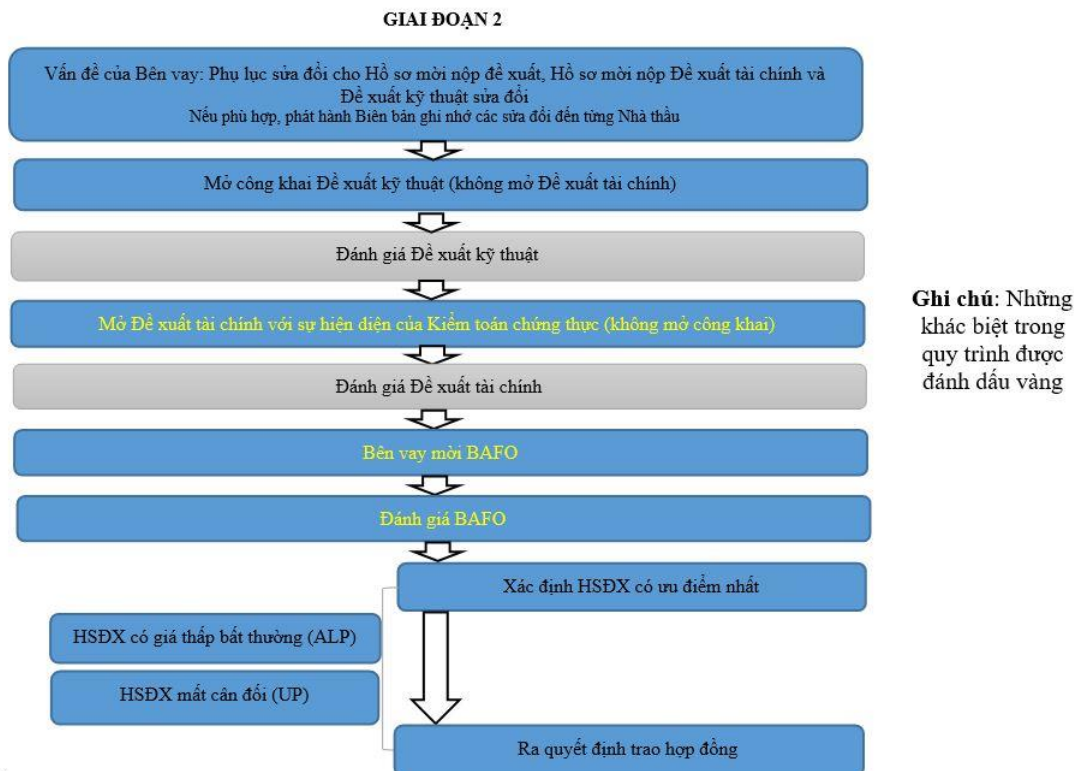 GIAI ĐOẠN 2
Vấn đề của Bên vay: Phụ lục sửa đổi cho Hồ sơ mời nộp đề xuất, Hồ sơ mời nộp Đề xuất tài chính và
Đề xuất kỹ thuật sửa đổi
Nếu phù hợp, phát hành Biên bản ghi nhớ các sửa đổi đến từng Nhà thầu
Mở công khai Đề xuất kỹ thuật (không mở Đề xuất tài chính)
Đánh giá Đề xuất kỹ thuật
Mở Đề xuất tài chính với sự hiện diện của Kiểm toán chứng thực (không mở công khai)
Đánh giá Đề xuất tài chính
Bên vay mời BAFO
Đánh giá BAFO
Xác định HSĐX có ưu điểm nhất
HSĐX có giá thấp bất thường (ALP)
HSĐX mất cân đối (UP)
Ra quyết định trao hợp đồng
Ghi chú: Những
khác biệt trong
quy trình được
đánh dấu vàng